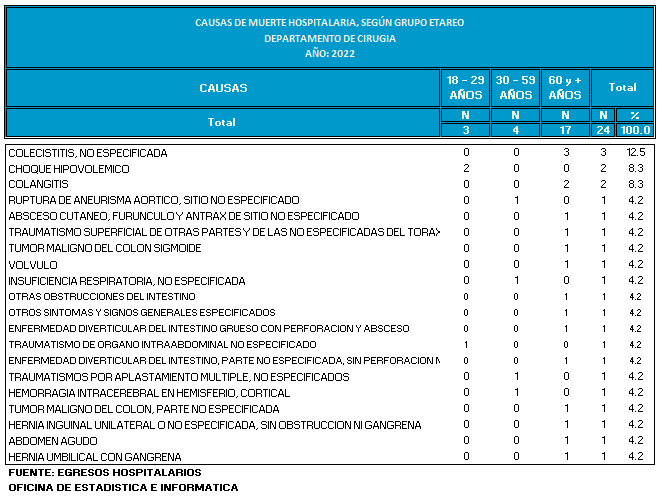 CAUSAS DE MUERTE HOSPITALARIA, SEGÚN GRUPO ETAREO
DEPARTAMENTO DE CIRUGIA
AÑO: 2022
CAUSAS 18 – 29 AÑOS 30 – 59 AÑOS 60 y + AÑOS Total
Total N N N N %
3 4 17 24 100.0
COLECISTITIS, NO ESPECIFICADA 0 0 3 3 12.5
CHOQUE HIPOVOLEMICO 2 0 0 2 8.3
COLANGITIS 0 0 2 2 8.3
RUPTURA DE ANEURISMA AORTICO, SITIO NO ESPECIFICADO 0 1 0 1 4.2
ABSCESO CUTANEO, FURUNCULO Y ANTRAX DE SITIO NO ESPECIFICADO 0 0 1 1 4.2
TRAUMATISMO SUPERFICIAL DE OTRAS PARTES Y DE LAS NO ESPECIFICADAS DEL TORAX 0 0 1 1 4.2
TUMOR MALIGNO DEL COLON SIGMOIDE 0 0 1 1 4.2
VOLVULO 0 0 1 1 4.2
INSUFICIENCIA RESPIRATORIA, NO ESPECIFICADA 0 1 0 1 4.2
OTRAS OBSTRUCCIONES DEL INTESTINO 0 0 1 1 4.2
OTROS SINTOMAS Y SIGNOS GENERALES ESPECIFICADOS 0 0 1 1 4.2
ENFERMEDAD DIVERTICULAR DEL INTESTINO GRUESO CON PERFORACION Y ABSCESO 0 0 1 1 4.2
TRAUMATISMO DE ORGANO INTRAABDOMINAL NO ESPECIFICADO 1 0 0 1 4.2
ENFERMEDAD DIVERTICULAR DEL INTESTINO, PARTE NO ESPECIFICADA, SIN PERFORACION N 0 0 1 1 4.2
TRAUMATISMOS POR APLASTAMIENTO MULTIPLE, NO ESPECIFICADOS 0 1 0 1 4.2
HEMORRAGIA INTRACEREBRAL EN HEMISFERIO, CORTICAL 0 1 0 1 4.2
TUMOR MALIGNO DEL COLON, PARTE NO ESPECIFICADA 0 0 1 1 4.2
HERNIA INGUINAL UNILATERAL O NO ESPECIFICADA, SIN OBSTRUCCION NI GANGRENA 0 0 1 1 4.2
ABDOMEN AGUDO 0 0 1 1 4.2
HERNIA UMBILICAL CON GANGRENA 0 0 1 1 4.2
FUENTE: EGRESOS HOSPITALARIOS
OFICINA DE ESTADISTICA E INFORMATICA